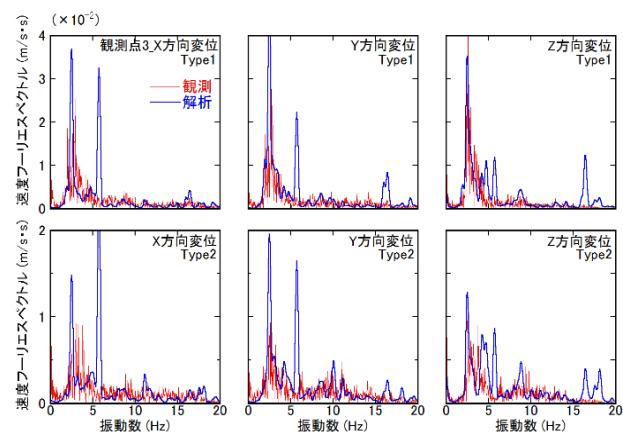 (×10⁻²)
速度フーリエスペクトル (m/s・s)
4
3
2
1
0
観測点3_X方向変位
Type1
観測
解析
Y方向変位
Type1
Z方向変位
Type1
速度フーリエスペクトル (m/s・s)
2
1
0
X方向変位
Type2
Y方向変位
Type2
Z方向変位
Type2
0 5 10 15 20
0 5 10 15 20
0 5 10 15 20
振動数 (Hz)
振動数 (Hz)
振動数 (Hz)